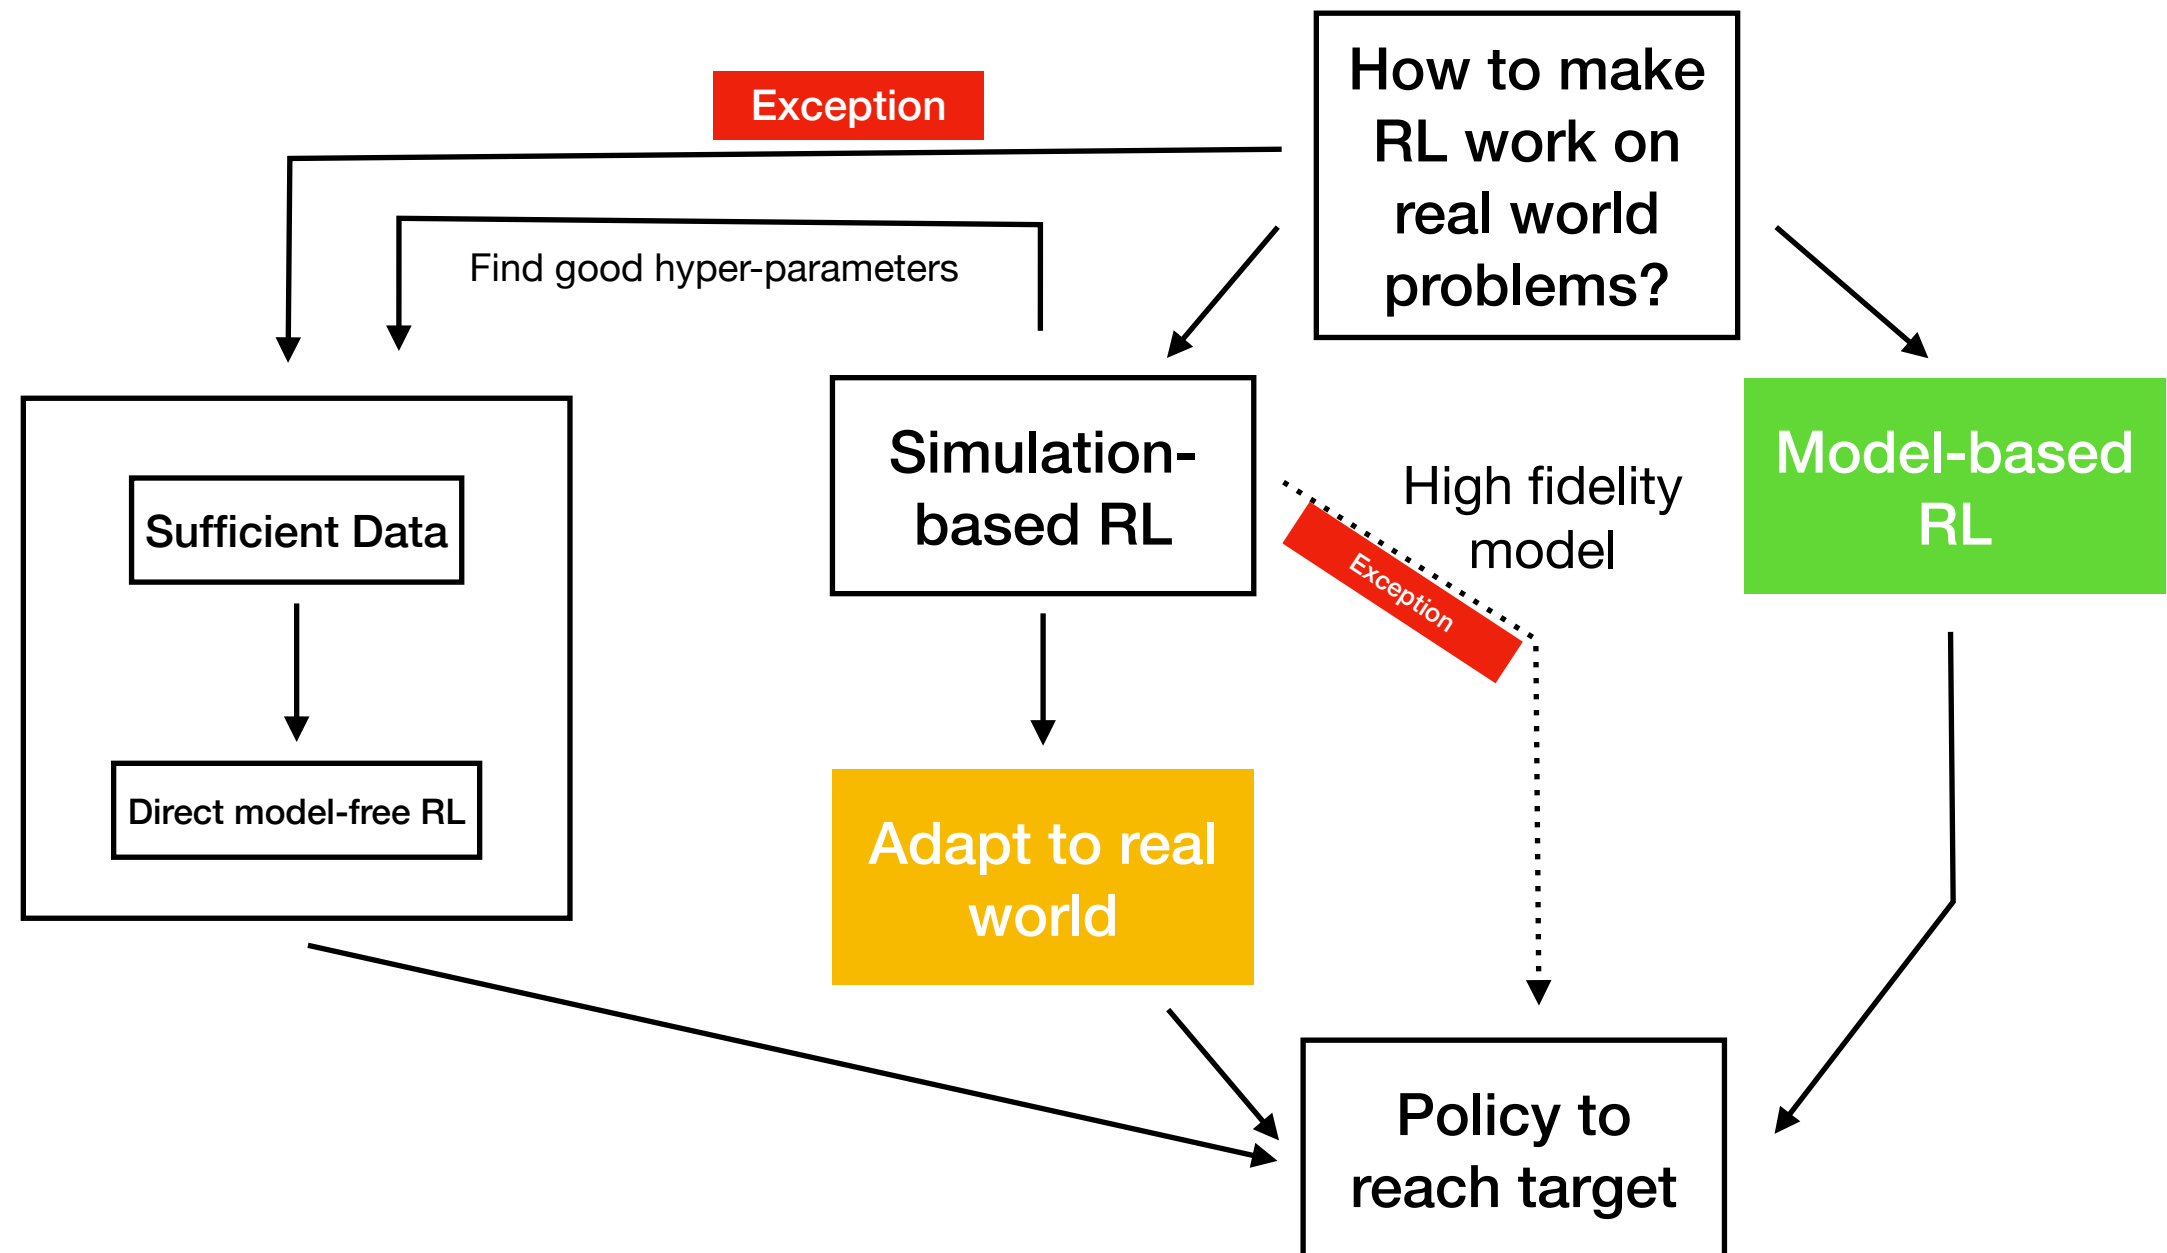 How to make
RL work on
real world
problems?
Exception
Find good hyper-parameters
Sufficient Data
Direct model-free RL
Simulation-
based RL
High fidelity
model
Exception
Model-based
RL
Adapt to real
world
Policy to
reach target